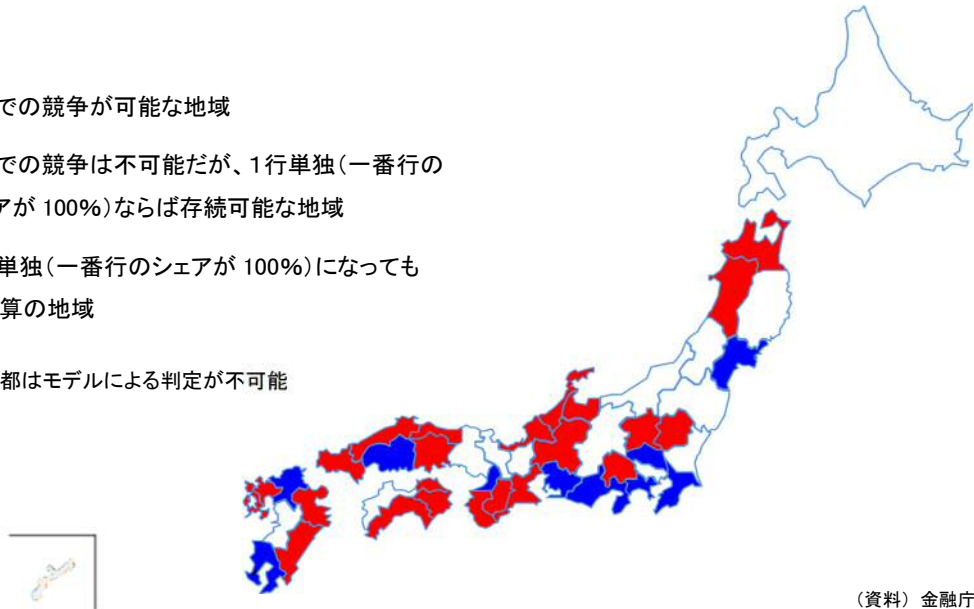 での競争が可能な地域
での競争は不可能だが、１行単独（一番行の
アが 100％）ならば存続可能な地域
単独（一番行のシェアが 100％）になっても
算の地域
都はモデルによる判定が不可能
（資料）金融庁